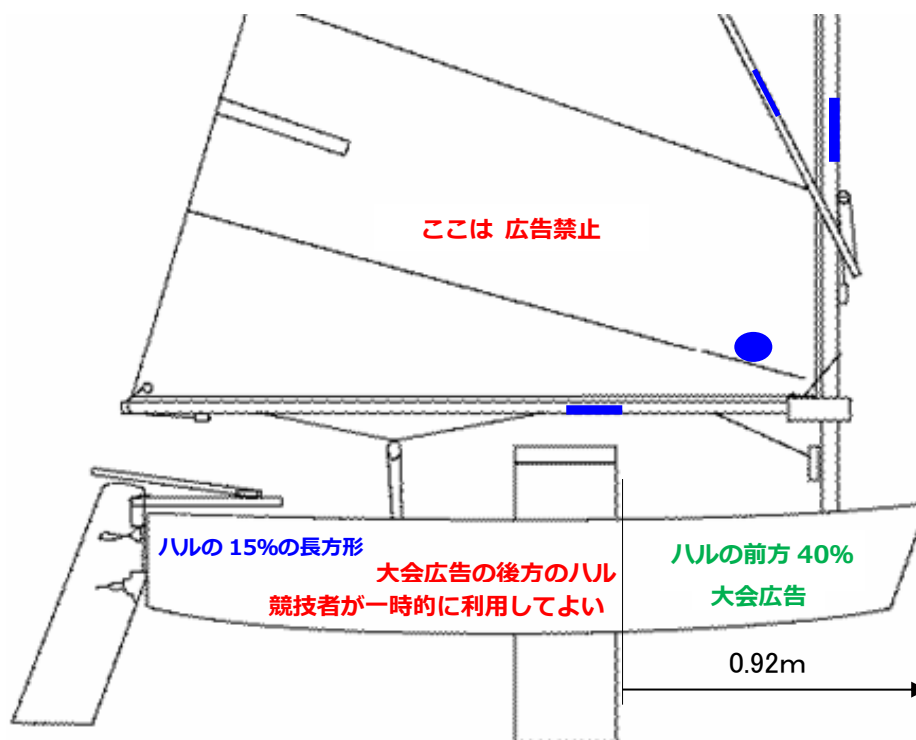 ここは 広告禁止
ハルの 15%の長方形
大会広告の後方のハル
競技者が一時的に利用してよい
ハルの前方 40%
大会広告
0.92m